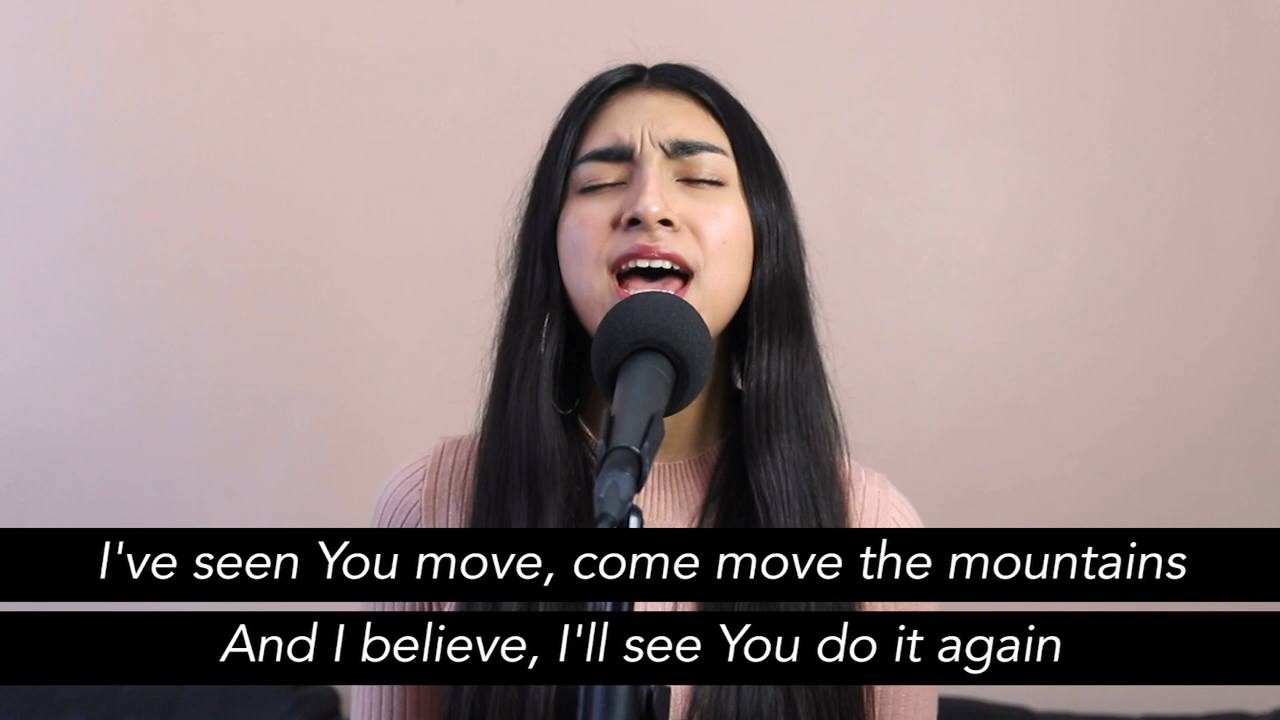 I've seen You move, come move the mountains
And I believe, I'll see You do it again